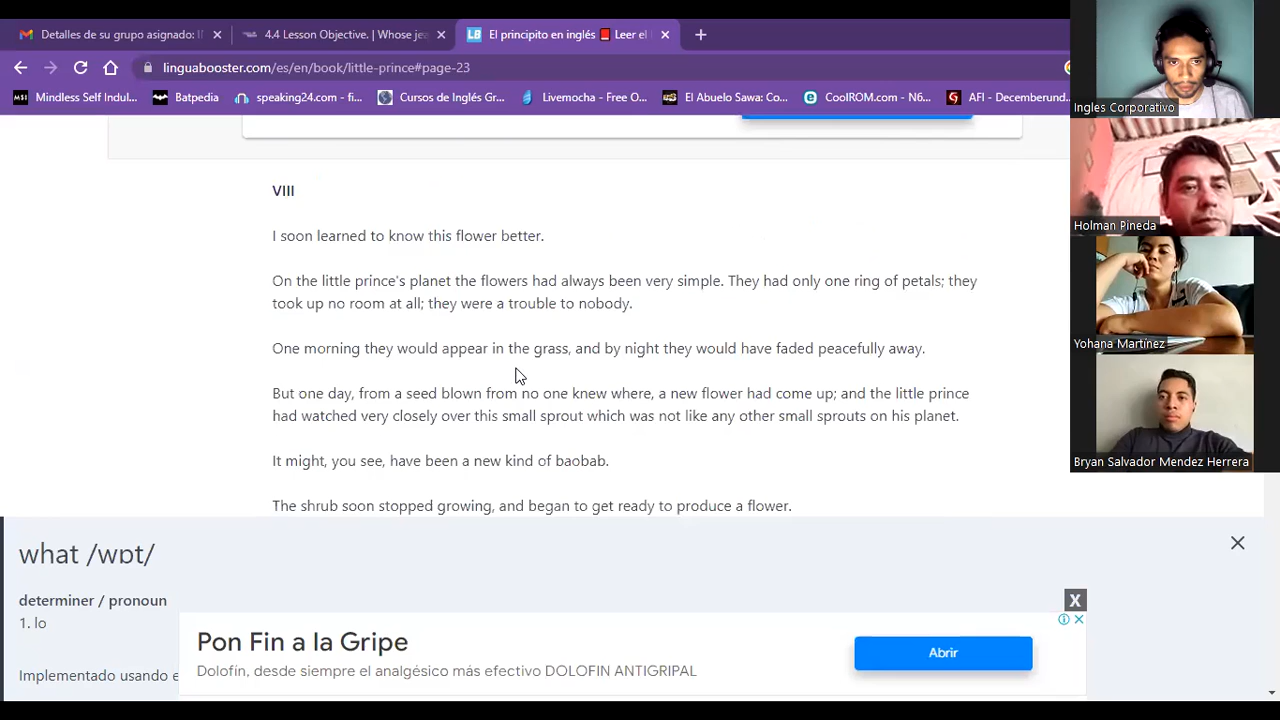 Detalles de su grupo asignado: If
4.4 Lesson Objective. | Whose jea
LB El principito en inglés 📕 Leer el l
linguabooster.com/es/en/book/little-prince#page-23
Mindless Self Indul...
Batpedia
speaking24.com - fi...
Cursos de Inglés Gr...
Livemocha - Free O...
El Abuelo Sawa: Co...
CoolROM.com - N6...
AFI - Decemberund...
VIII
I soon learned to know this flower better.
On the little prince's planet the flowers had always been very simple. They had only one ring of petals; they
took up no room at all; they were a trouble to nobody.
One morning they would appear in the grass, and by night they would have faded peacefully away.
But one day, from a seed blown from no one knew where, a new flower had come up; and the little prince
had watched very closely over this small sprout which was not like any other small sprouts on his planet.
It might, you see, have been a new kind of baobab.
The shrub soon stopped growing, and began to get ready to produce a flower.
what /wɒt/
determiner / pronoun
1. lo
Implementado usando e
Pon Fin a la Gripe
Dolofin, desde siempre el analgésico más efectivo DOLOFIN ANTIGRIPAL
Abrir
X
Ingles Corporativo
Holman Pineda
Yohana Martínez
Bryan Salvador Mendez Herrera